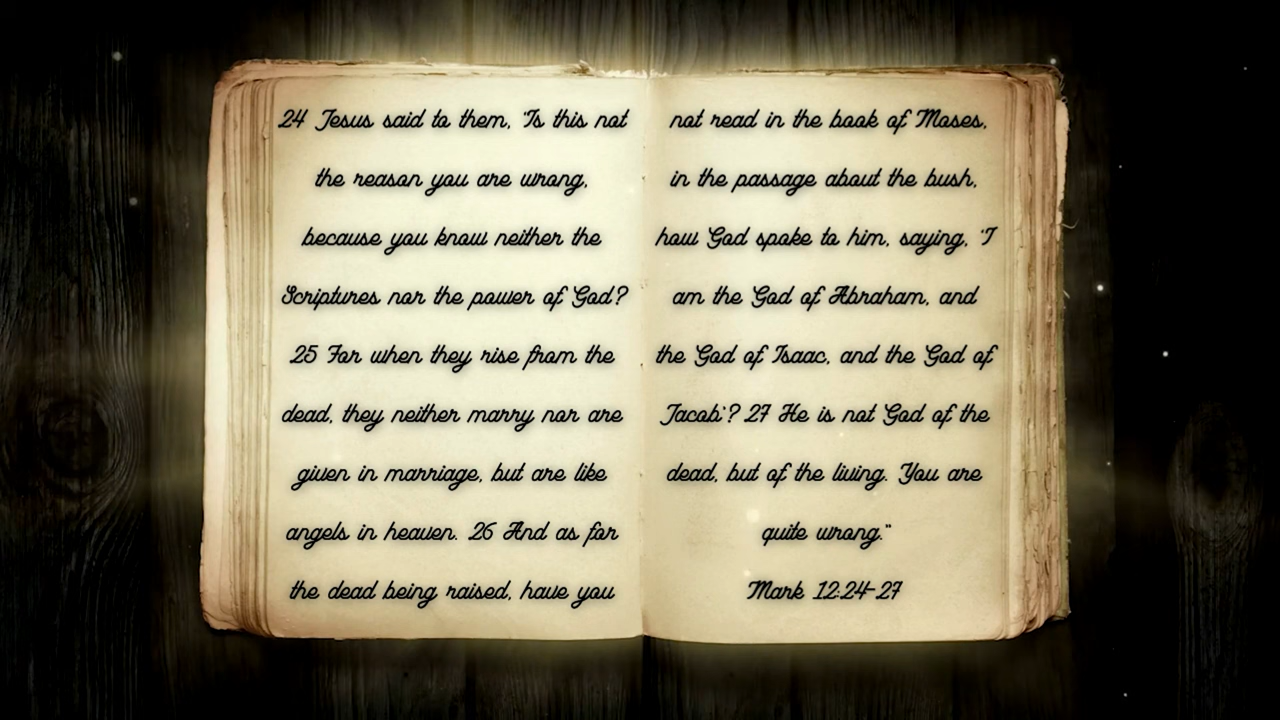 24 Jesus said to them, "Is this not
the reason you are wrong,
because you know neither the
Scriptures nor the power of God?
25 For when they rise from the
dead, they neither marry nor are
given in marriage, but are like
angels in heaven. 26 And as for
the dead being raised, have you
not read in the book of Moses,
in the passage about the bush,
how God spoke to him, saying, 'I
am the God of Abraham, and
the God of Isaac, and the God of
Jacob'? 27 He is not God of the
dead, but of the living. You are
quite wrong."
Mark 12:24-27